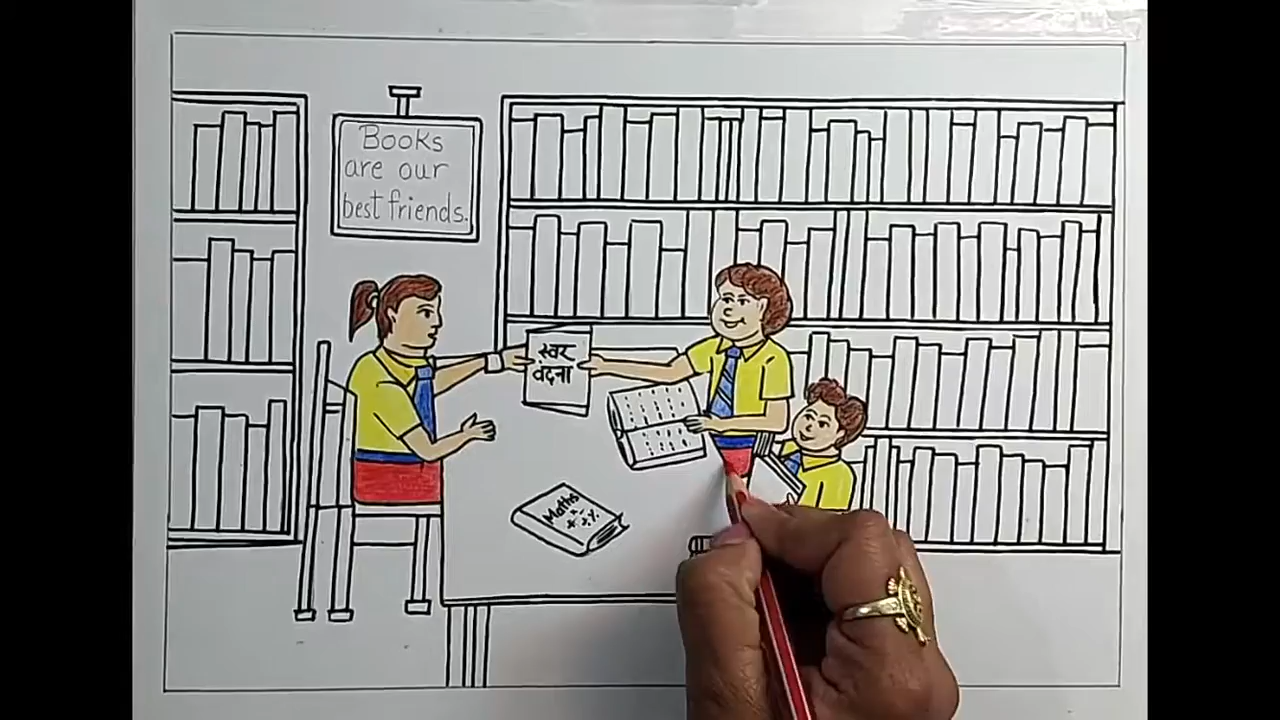 Books
are our
best friends.
स्वर
वंदना
Maths
+ - ÷ %